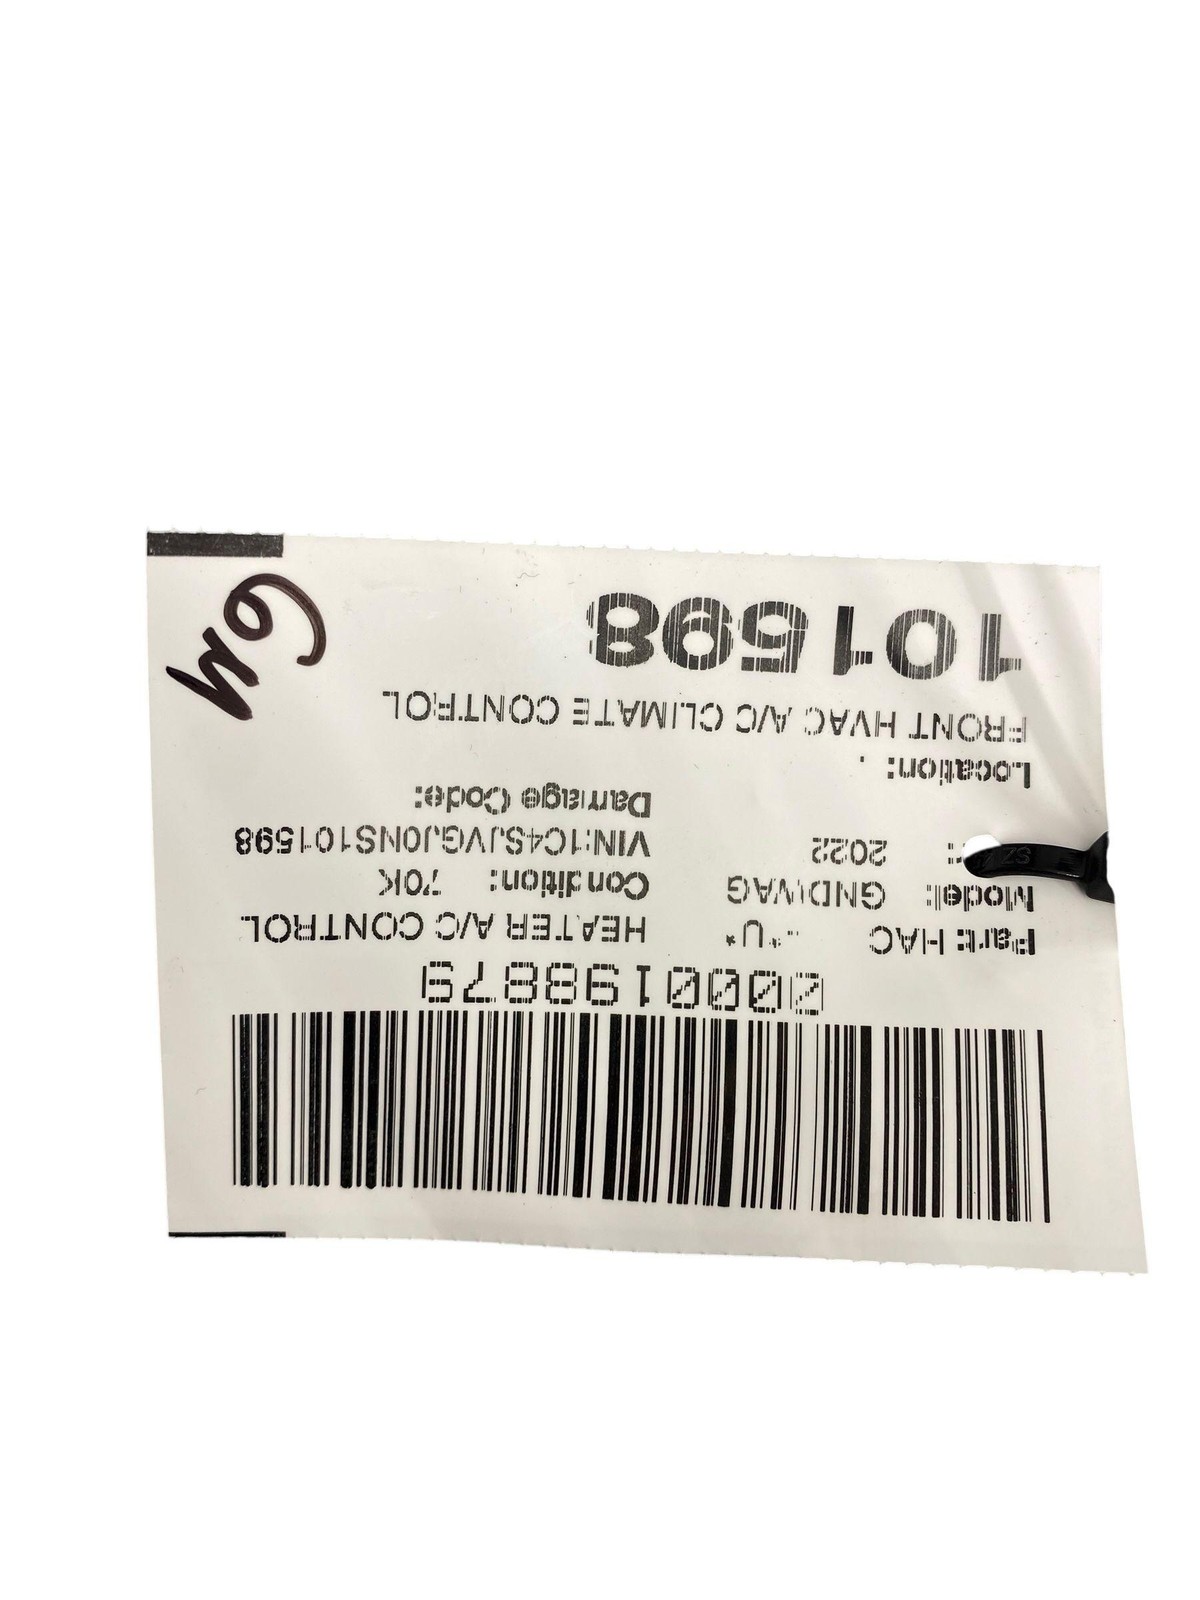 000198879
Part: HAC ..*U* HEATER A/C CONTROL
Model: GNDWAG Condition: 70K
: 2022 VIN:1C4SJVGJ0NS101598
Damage Code:
Location: .
FRONT HVAC A/C CLIMATE CONTROL
101598